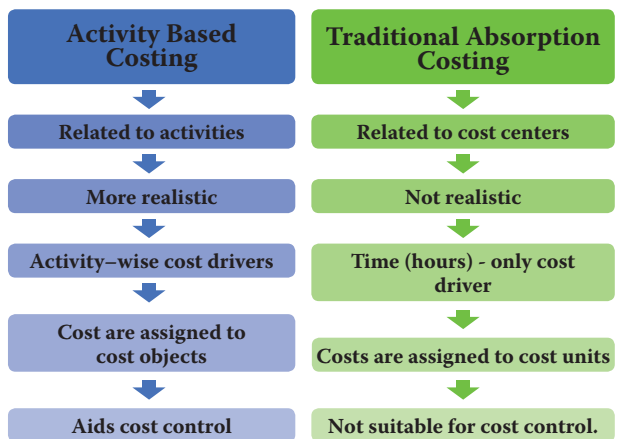 Activity Based
Costing
Related to activities
More realistic
Activity–wise cost drivers
Cost are assigned to
cost objects
Aids cost control
Traditional Absorption
Costing
Related to cost centers
Not realistic
Time (hours) - only cost
driver
Costs are assigned to cost units
Not suitable for cost control.